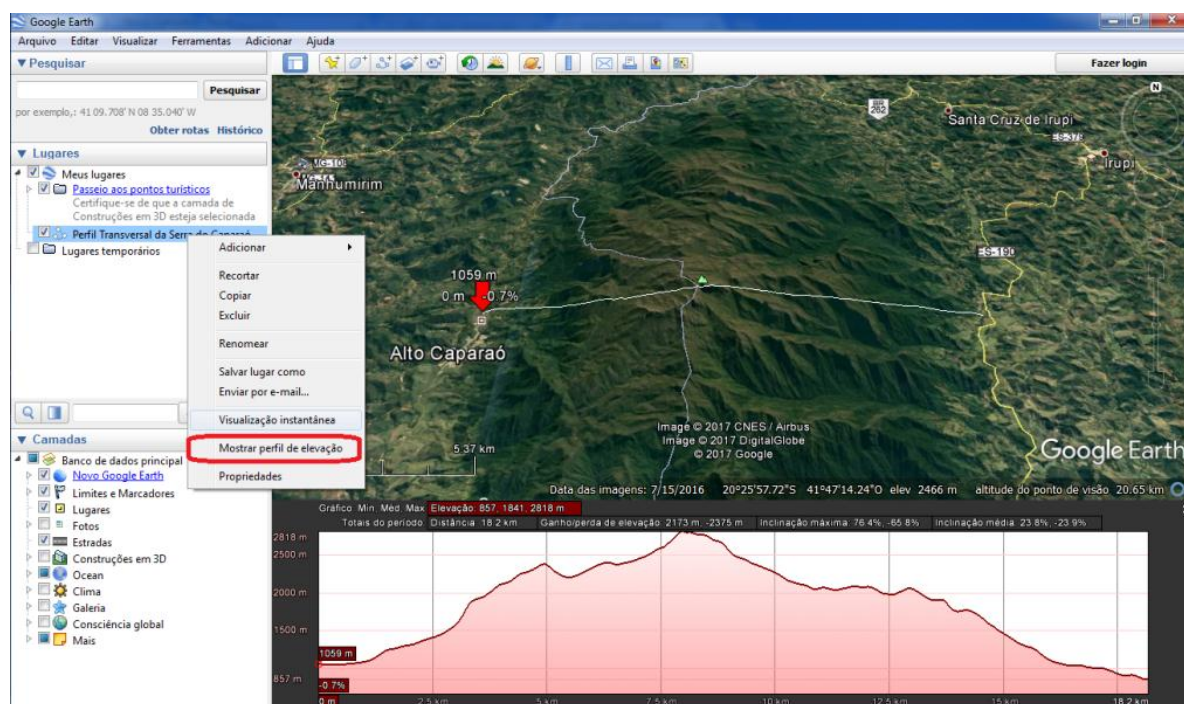 Google Earth
Arquivo Editar Visualizar Ferramentas Adicionar Ajuda
Pesquisar
Fazer login
Pesquisar
por exemplo,: 41 09.708' N 08 35.040' W
Obter rotas Histórico
Lugares
Meus lugares
Passeio aos pontos turísticos
Certifique-se de que a camada de
Construções em 3D esteja selecionada
Perfil Transversal da Serra do Caparaó
Lugares temporários
Adicionar
Recortar
Copiar
Excluir
Renomear
Salvar lugar como
Enviar por e-mail...
Visualização instantânea
Mostrar perfil de elevação
Propriedades
Camadas
Banco de dados principal
Novo Google Earth
Limites e Marcadores
Lugares
Fotos
Estradas
Construções em 3D
Ocean
Clima
Galeria
Consciência global
Mais
N
BR
262
Santa Cruz de Irupi
ES-379
Irupi
MG-108
Manhumirim
ES-190
1059 m
0 m -0.7%
Alto Caparaó
5.37 km
Image © 2017 CNES / Airbus
Image © 2017 DigitalGlobe
© 2017 Google
Google Earth
Data das imagens: 7/15/2016 20°25'57.72"S 41°47'14.24"O elev 2466 m altitude do ponto de visão 20.65 km
Gráfico Min, Méd, Max Elevação: 857, 1841, 2818 m
Totais do período: Distância: 18.2 km Ganho/perda de elevação: 2173 m, -2375 m Inclinação máxima: 76.4%, -65.8% Inclinação média: 23.8%, -23.9%
2818 m
2500 m
2000 m
1500 m
1059 m
857 m
-0.7%
0 m 2.5 km 5 km 7.5 km 10 km 12.5 km 15 km 18.2 km